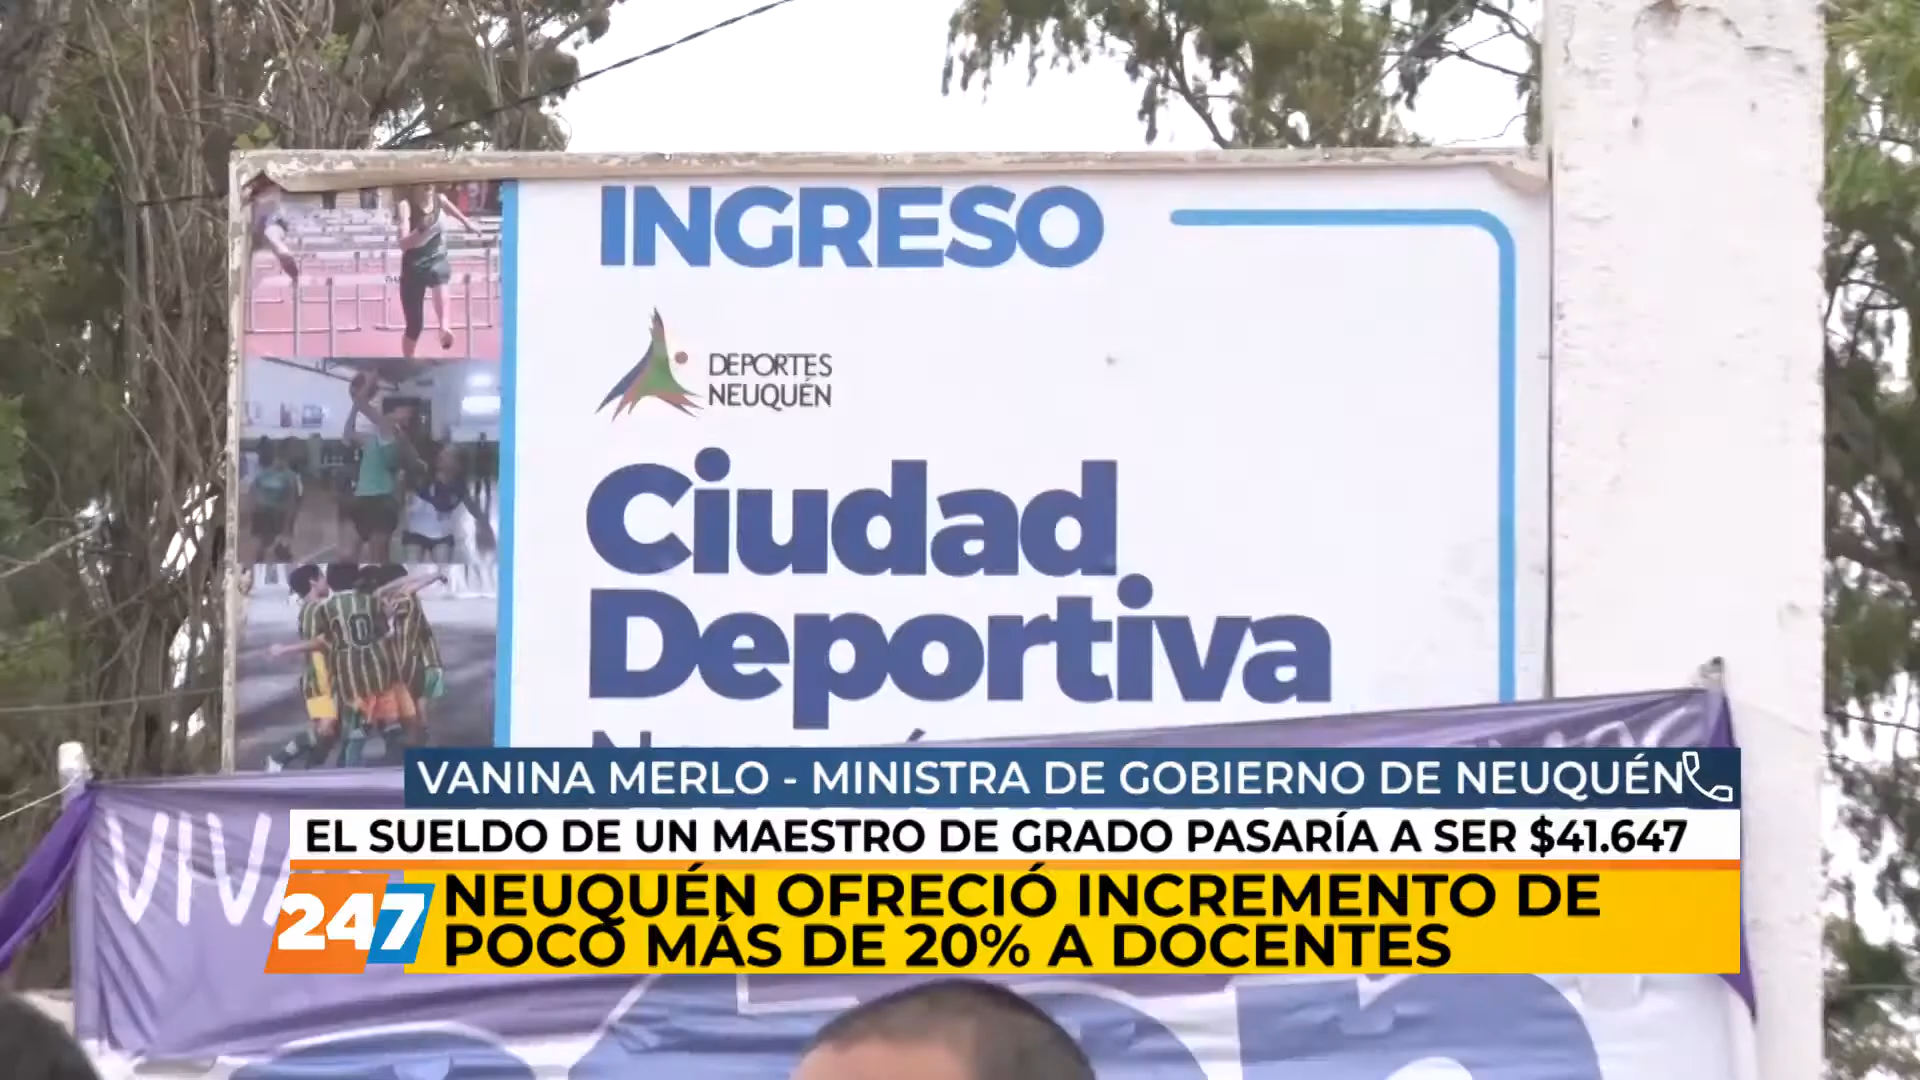 INGRESO
DEPORTES
NEUQUÉN
Ciudad
Deportiva
VANINA MERLO - MINISTRA DE GOBIERNO DE NEUQUÉN
EL SUELDO DE UN MAESTRO DE GRADO PASARÍA A SER $41.647
247
NEUQUÉN OFRECIÓ INCREMENTO DE
POCO MÁS DE 20% A DOCENTES